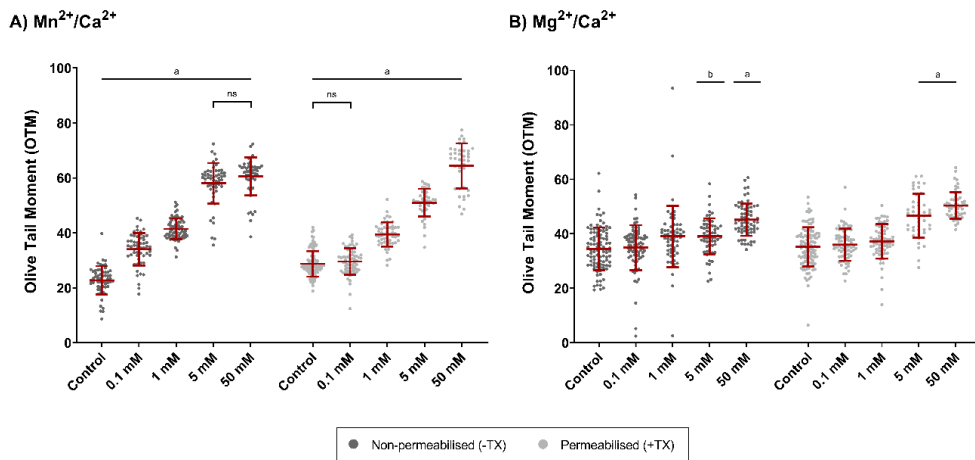 A) Mn²⁺/Ca²⁺
Olive Tail Moment (OTM)
100
80
60
40
20
0
a
ns
a
ns
Control
0.1 mM
1 mM
5 mM
50 mM
Control
0.1 mM
1 mM
5 mM
50 mM
B) Mg²⁺/Ca²⁺
Olive Tail Moment (OTM)
100
80
60
40
20
0
b
a
a
Control
0.1 mM
1 mM
5 mM
50 mM
Control
0.1 mM
1 mM
5 mM
50 mM
Non-permeabilised (-TX)
Permeabilised (+TX)